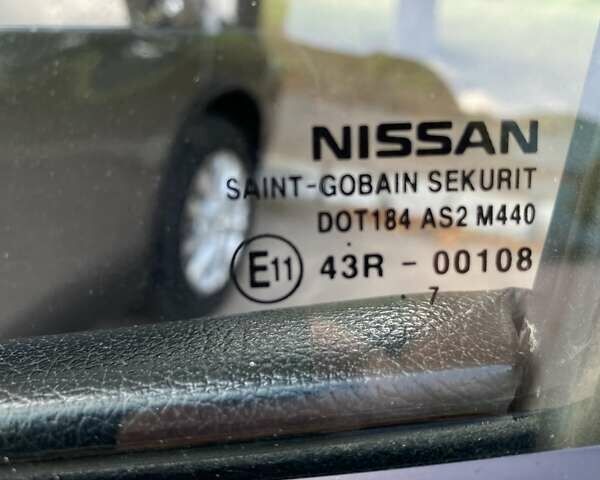 NISSAN
SAINT-GOBAIN SEKURIT
DOT184 AS2 M440
E11 43R - 00108
. 7